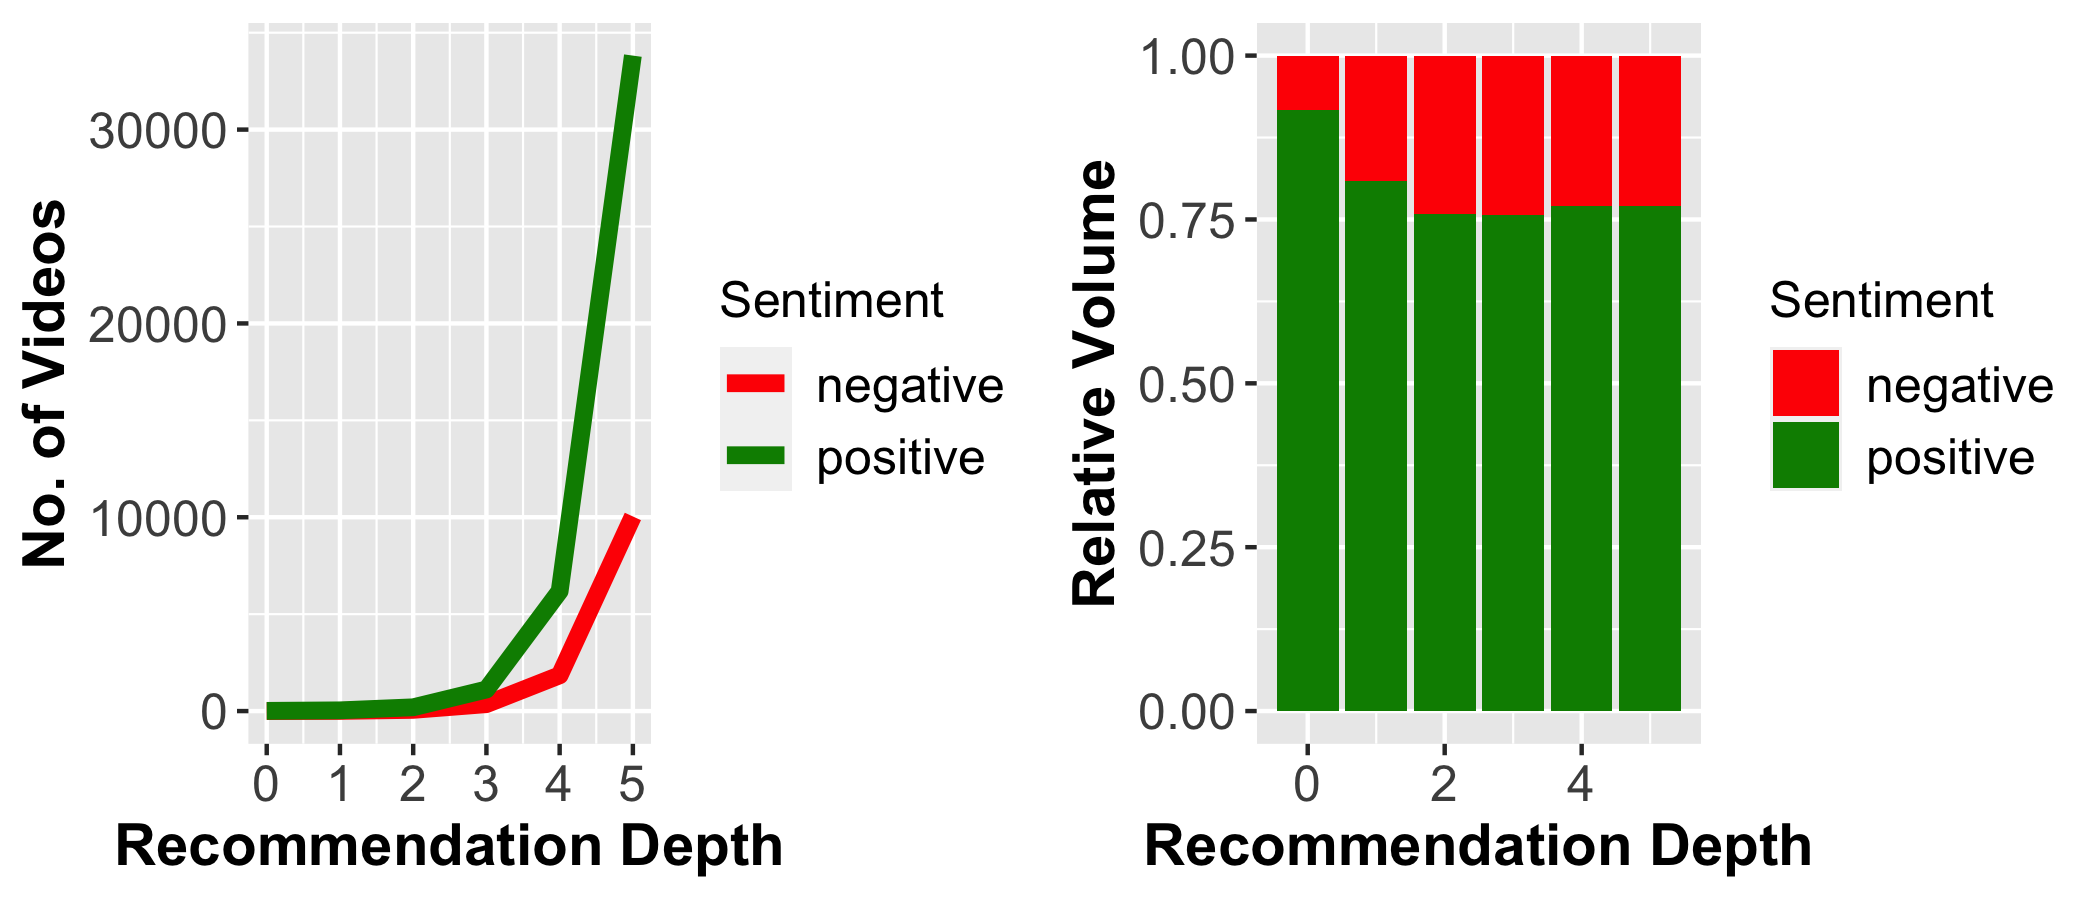 No. of Videos
30000
20000
10000
0
0 1 2 3 4 5
Recommendation Depth
Sentiment
negative
positive
Relative Volume
1.00
0.75
0.50
0.25
0.00
0 2 4
Recommendation Depth
Sentiment
negative
positive